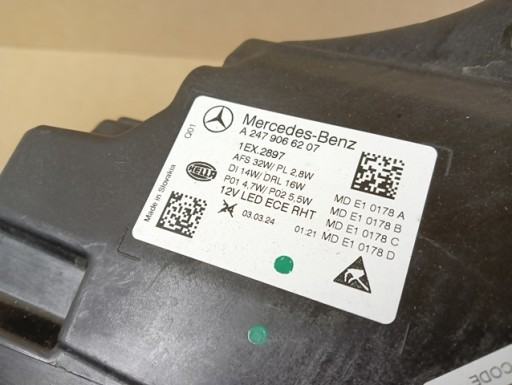 Q01
Mercedes-Benz
A 247 906 62 07
1EX.2897
AFS 32W/ PL 2,8W
DI 14W/ DRL 16W
P01 4,7W/ P02 5,5W
12V LED ECE RHT
HELLA
Made in Slovakia
03.03.24
01:21
MD E1 0178 A
MD E1 0178 B
MD E1 0178 C
MD E1 0178 D
CODE